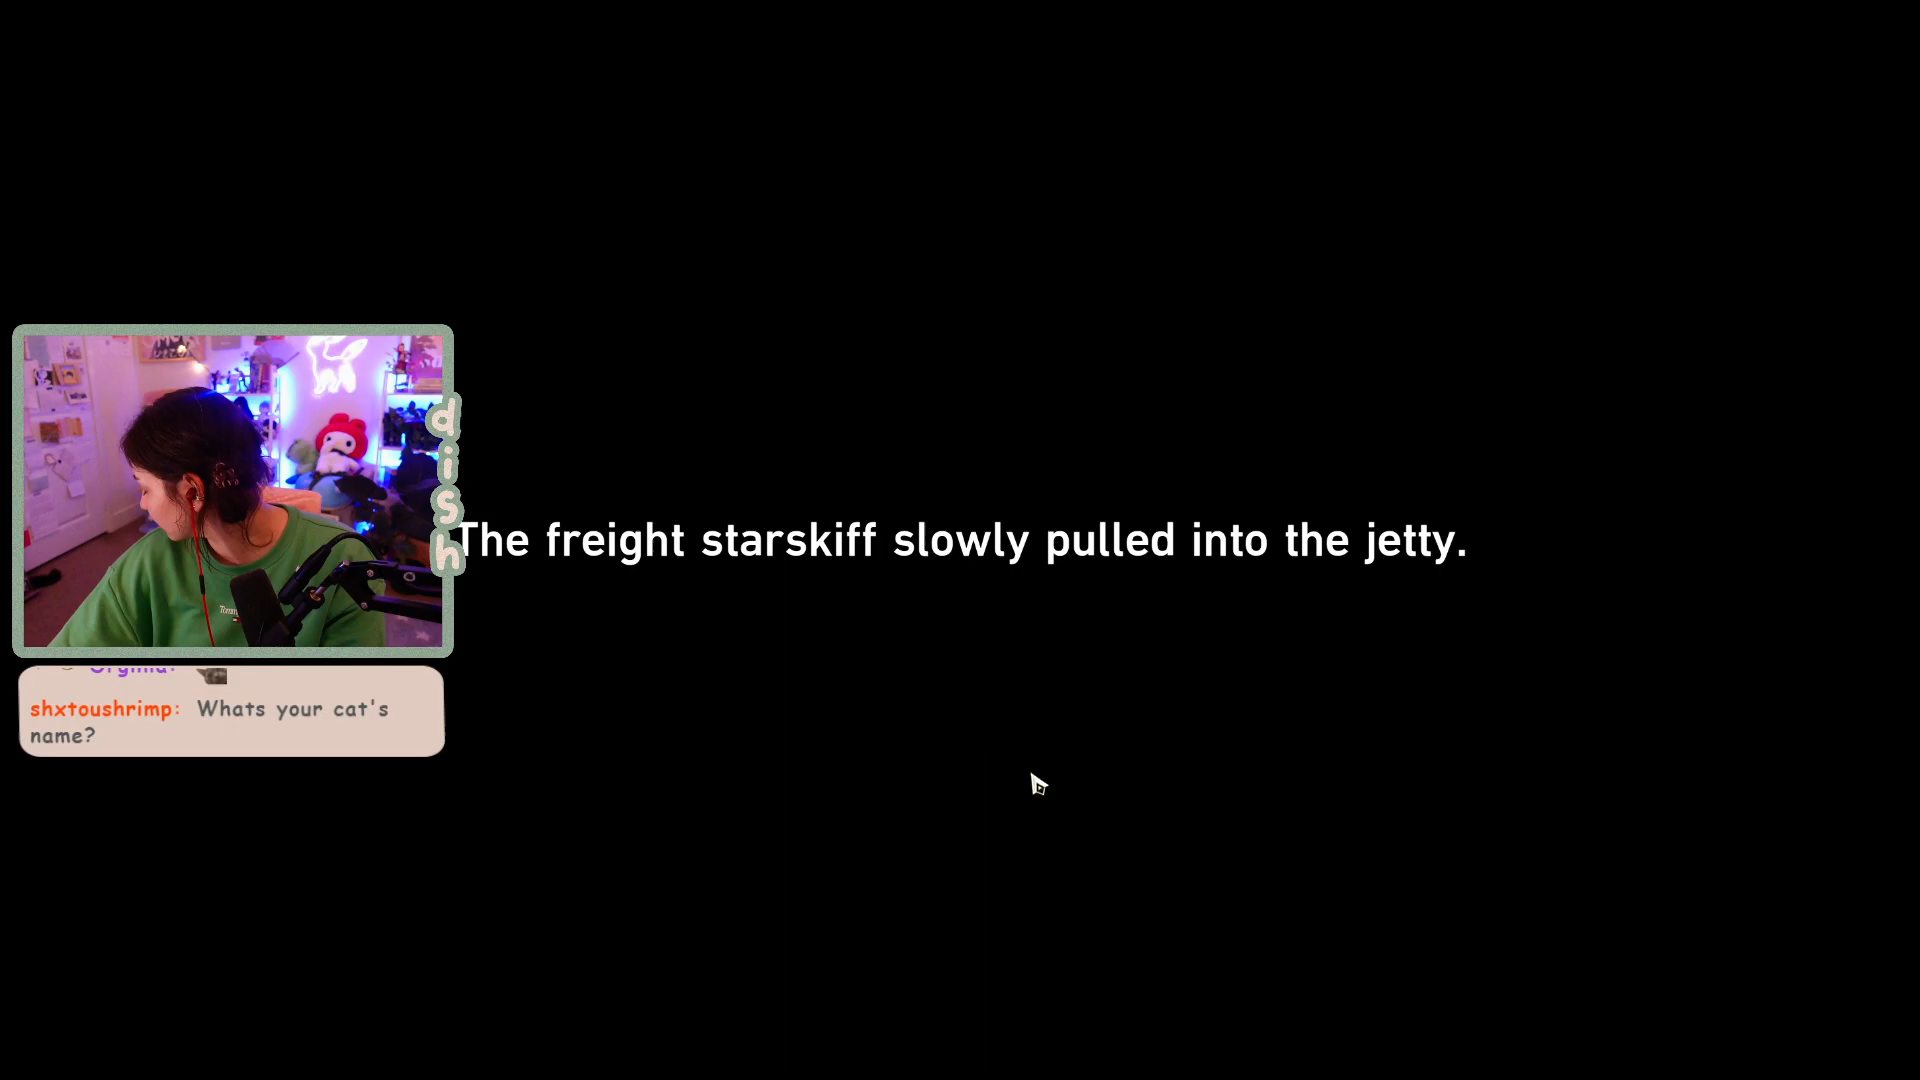 dish
The freight starskiff slowly pulled into the jetty.
shxtoushrimp: Whats your cat's
name?